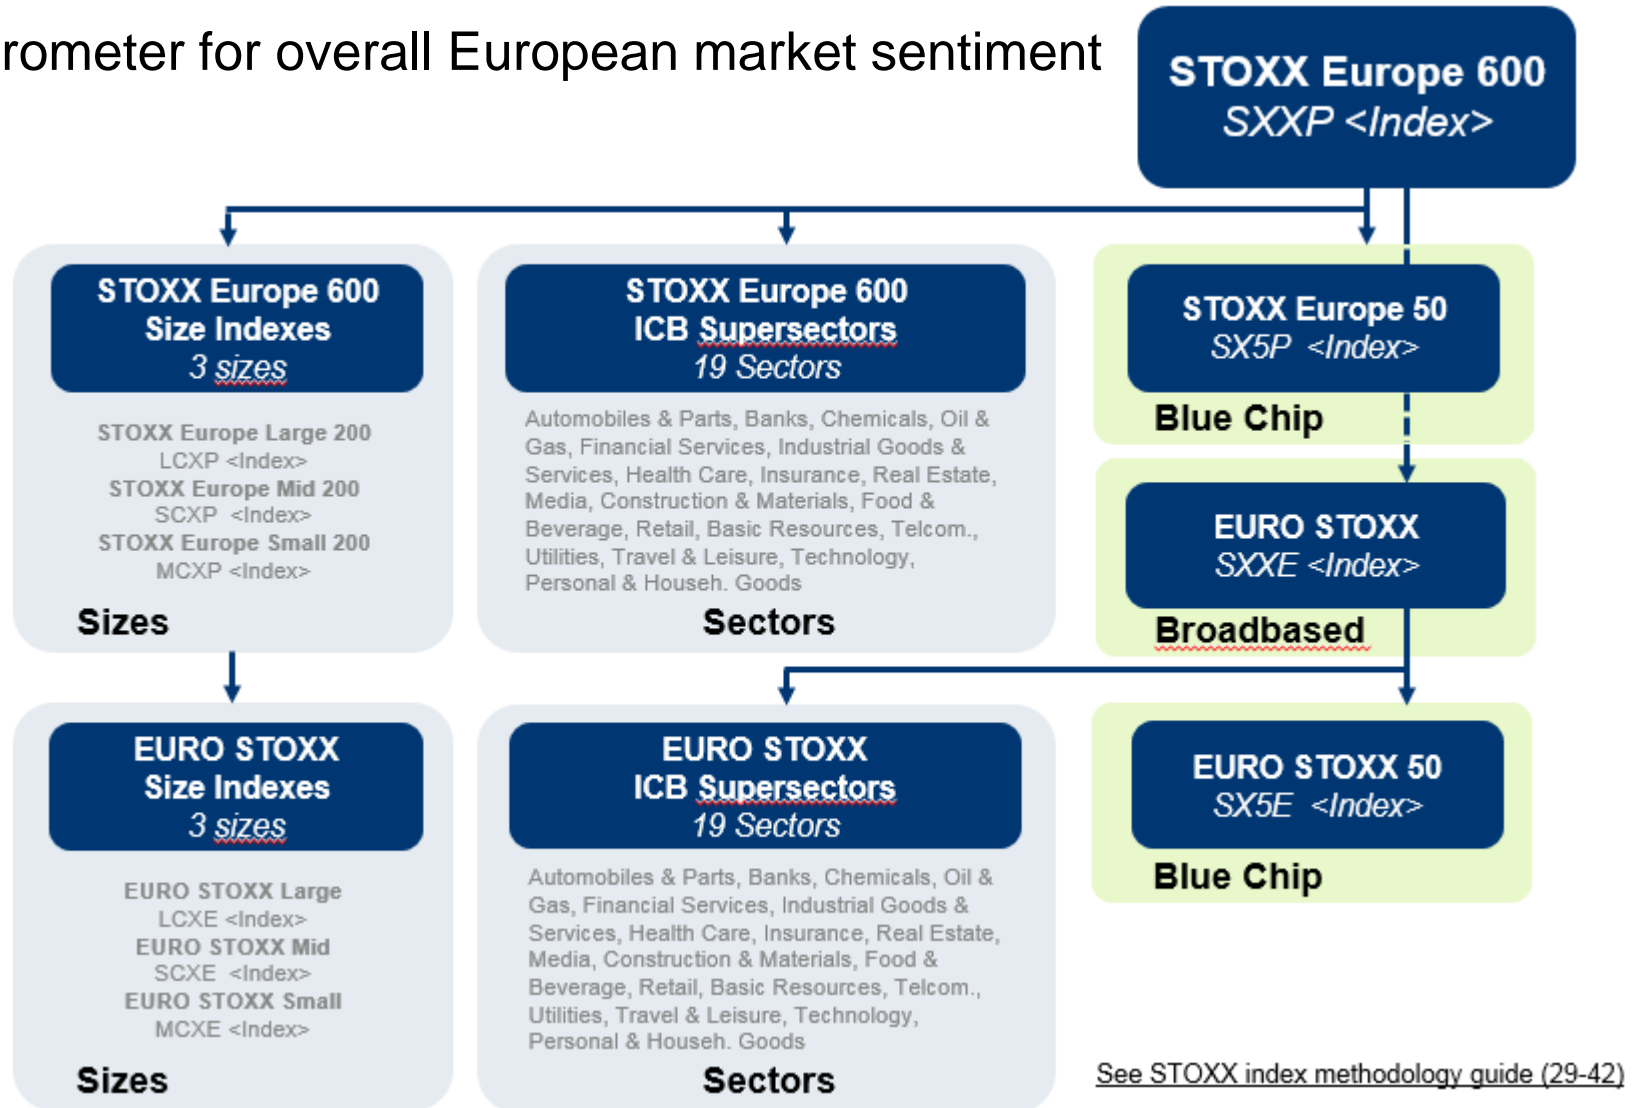 rometer for overall European market sentiment
STOXX Europe 600
SXXP <Index>
STOXX Europe 600
Size Indexes
3 sizes
STOXX Europe Large 200
LCXP <Index>
STOXX Europe Mid 200
SCXP <Index>
STOXX Europe Small 200
MCXP <Index>
Sizes
STOXX Europe 600
ICB Supersectors
19 Sectors
Automobiles & Parts, Banks, Chemicals, Oil &
Gas, Financial Services, Industrial Goods &
Services, Health Care, Insurance, Real Estate,
Media, Construction & Materials, Food &
Beverage, Retail, Basic Resources, Telcom.,
Utilities, Travel & Leisure, Technology,
Personal & Househ. Goods
Sectors
STOXX Europe 50
SX5P <Index>
Blue Chip
EURO STOXX
SXXE <Index>
Broadbased
EURO STOXX
Size Indexes
3 sizes
EURO STOXX Large
LCXE <Index>
EURO STOXX Mid
SCXE <Index>
EURO STOXX Small
MCXE <Index>
Sizes
EURO STOXX
ICB Supersectors
19 Sectors
Automobiles & Parts, Banks, Chemicals, Oil &
Gas, Financial Services, Industrial Goods &
Services, Health Care, Insurance, Real Estate,
Media, Construction & Materials, Food &
Beverage, Retail, Basic Resources, Telcom.,
Utilities, Travel & Leisure, Technology,
Personal & Househ. Goods
Sectors
EURO STOXX 50
SX5E <Index>
Blue Chip
See STOXX index methodology guide (29-42)